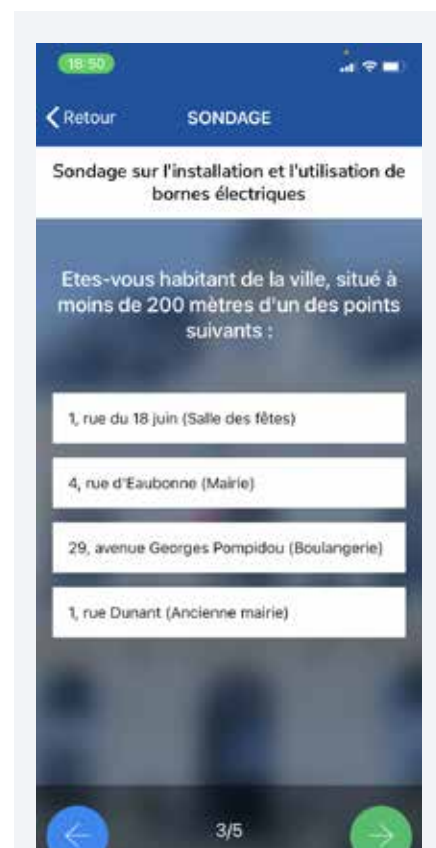 18:50
Retour SONDAGE
Sondage sur l'installation et l'utilisation de
bornes électriques
Etes-vous habitant de la ville, situé à
moins de 200 mètres d'un des points
suivants :
1, rue du 18 juin (Salle des fêtes)
4, rue d'Eaubonne (Mairie)
29, avenue Georges Pompidou (Boulangerie)
1, rue Dunant (Ancienne mairie)
3/5